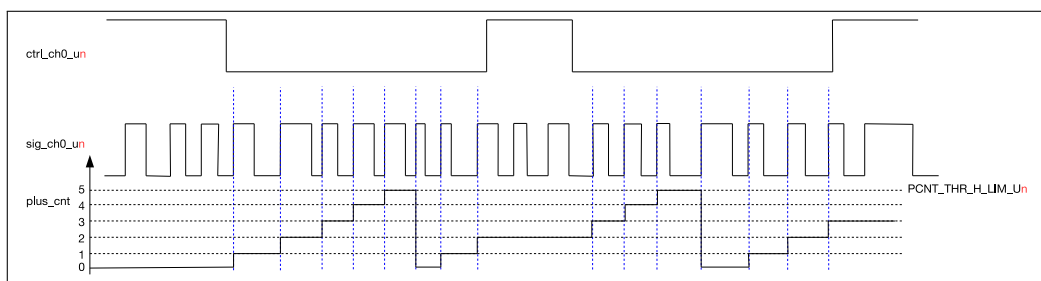 ctrl_ch0_un
sig_ch0_un
plus_cnt
5
4
3
2
1
0
PCNT_THR_H_LIM_Un